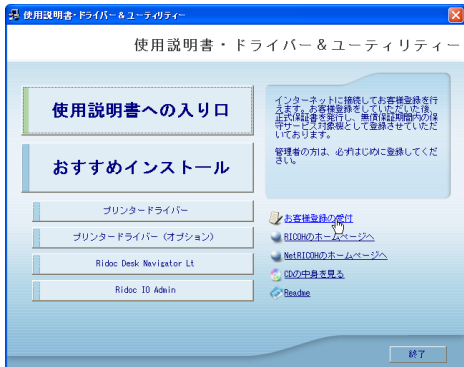 使用説明書・ドライバー&ユーティリティー
使用説明書・ドライバー&ユーティリティー
使用説明書への入り口
おすすめインストール
プリンタードライバー
プリンタードライバー（オプション）
Ridoc Desk Navigator Lt
Ridoc IO Admin
インターネットに接続してお客様登録を行
えます。お客様登録をしていただいた後、
正式保証書を発行し、無償保証期間内の保
守サービス対象機として登録させていただ
いております。
管理者の方は、必ずはじめに登録してくだ
さい。
お客様登録の受付
RICOHのホームページへ
NetRICOHのホームページへ
CDの中身を見る
Readme
終了